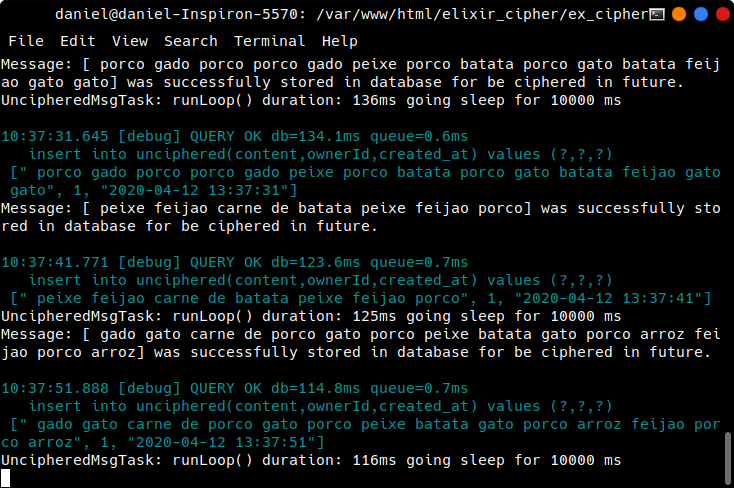 daniel@daniel-Inspiron-5570: /var/www/html/elixir_cipher/ex_cipher
File Edit View Search Terminal Help
Message: [ porco gado porco porco gado peixe porco batata porco gato batata feij
ao gato gato] was successfully stored in database for be ciphered in future.
UncipheredMsgTask: runLoop() duration: 136ms going sleep for 10000 ms
10:37:31.645 [debug] QUERY OK db=134.1ms queue=0.6ms
insert into unciphered(content,ownerId,created_at) values (?,?,?)
[" porco gado porco porco gado peixe porco batata porco gato batata feijao gato
gato", 1, "2020-04-12 13:37:31"]
Message: [ peixe feijao carne de batata peixe feijao porco] was successfully sto
red in database for be ciphered in future.
10:37:41.771 [debug] QUERY OK db=123.6ms queue=0.7ms
insert into unciphered(content,ownerId,created_at) values (?,?,?)
[" peixe feijao carne de batata peixe feijao porco", 1, "2020-04-12 13:37:41"]
UncipheredMsgTask: runLoop() duration: 125ms going sleep for 10000 ms
Message: [ gado gato carne de porco gato porco peixe batata gato porco arroz fei
jao porco arroz] was successfully stored in database for be ciphered in future.
10:37:51.888 [debug] QUERY OK db=114.8ms queue=0.7ms
insert into unciphered(content,ownerId,created_at) values (?,?,?)
[" gado gato carne de porco gato porco peixe batata gato porco arroz feijao por
co arroz", 1, "2020-04-12 13:37:51"]
UncipheredMsgTask: runLoop() duration: 116ms going sleep for 10000 ms